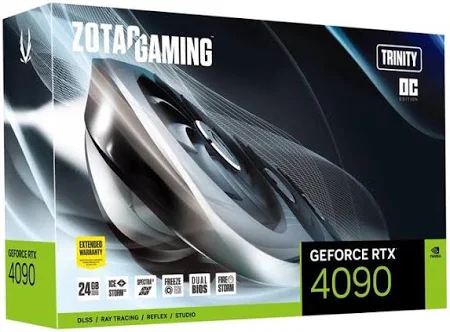 ZOTAC GAMING
TRINITY
OC
EDITION
EXTENDED
WARRANTY
24GB
ICE
STORM
SPECTRA
FREEZE
DUAL
BIOS
FIRE
STORM
GEFORCE RTX
4090
GEFORCE RTX
4090
NVIDIA
DLSS / RAY TRACING / REFLEX / STUDIO